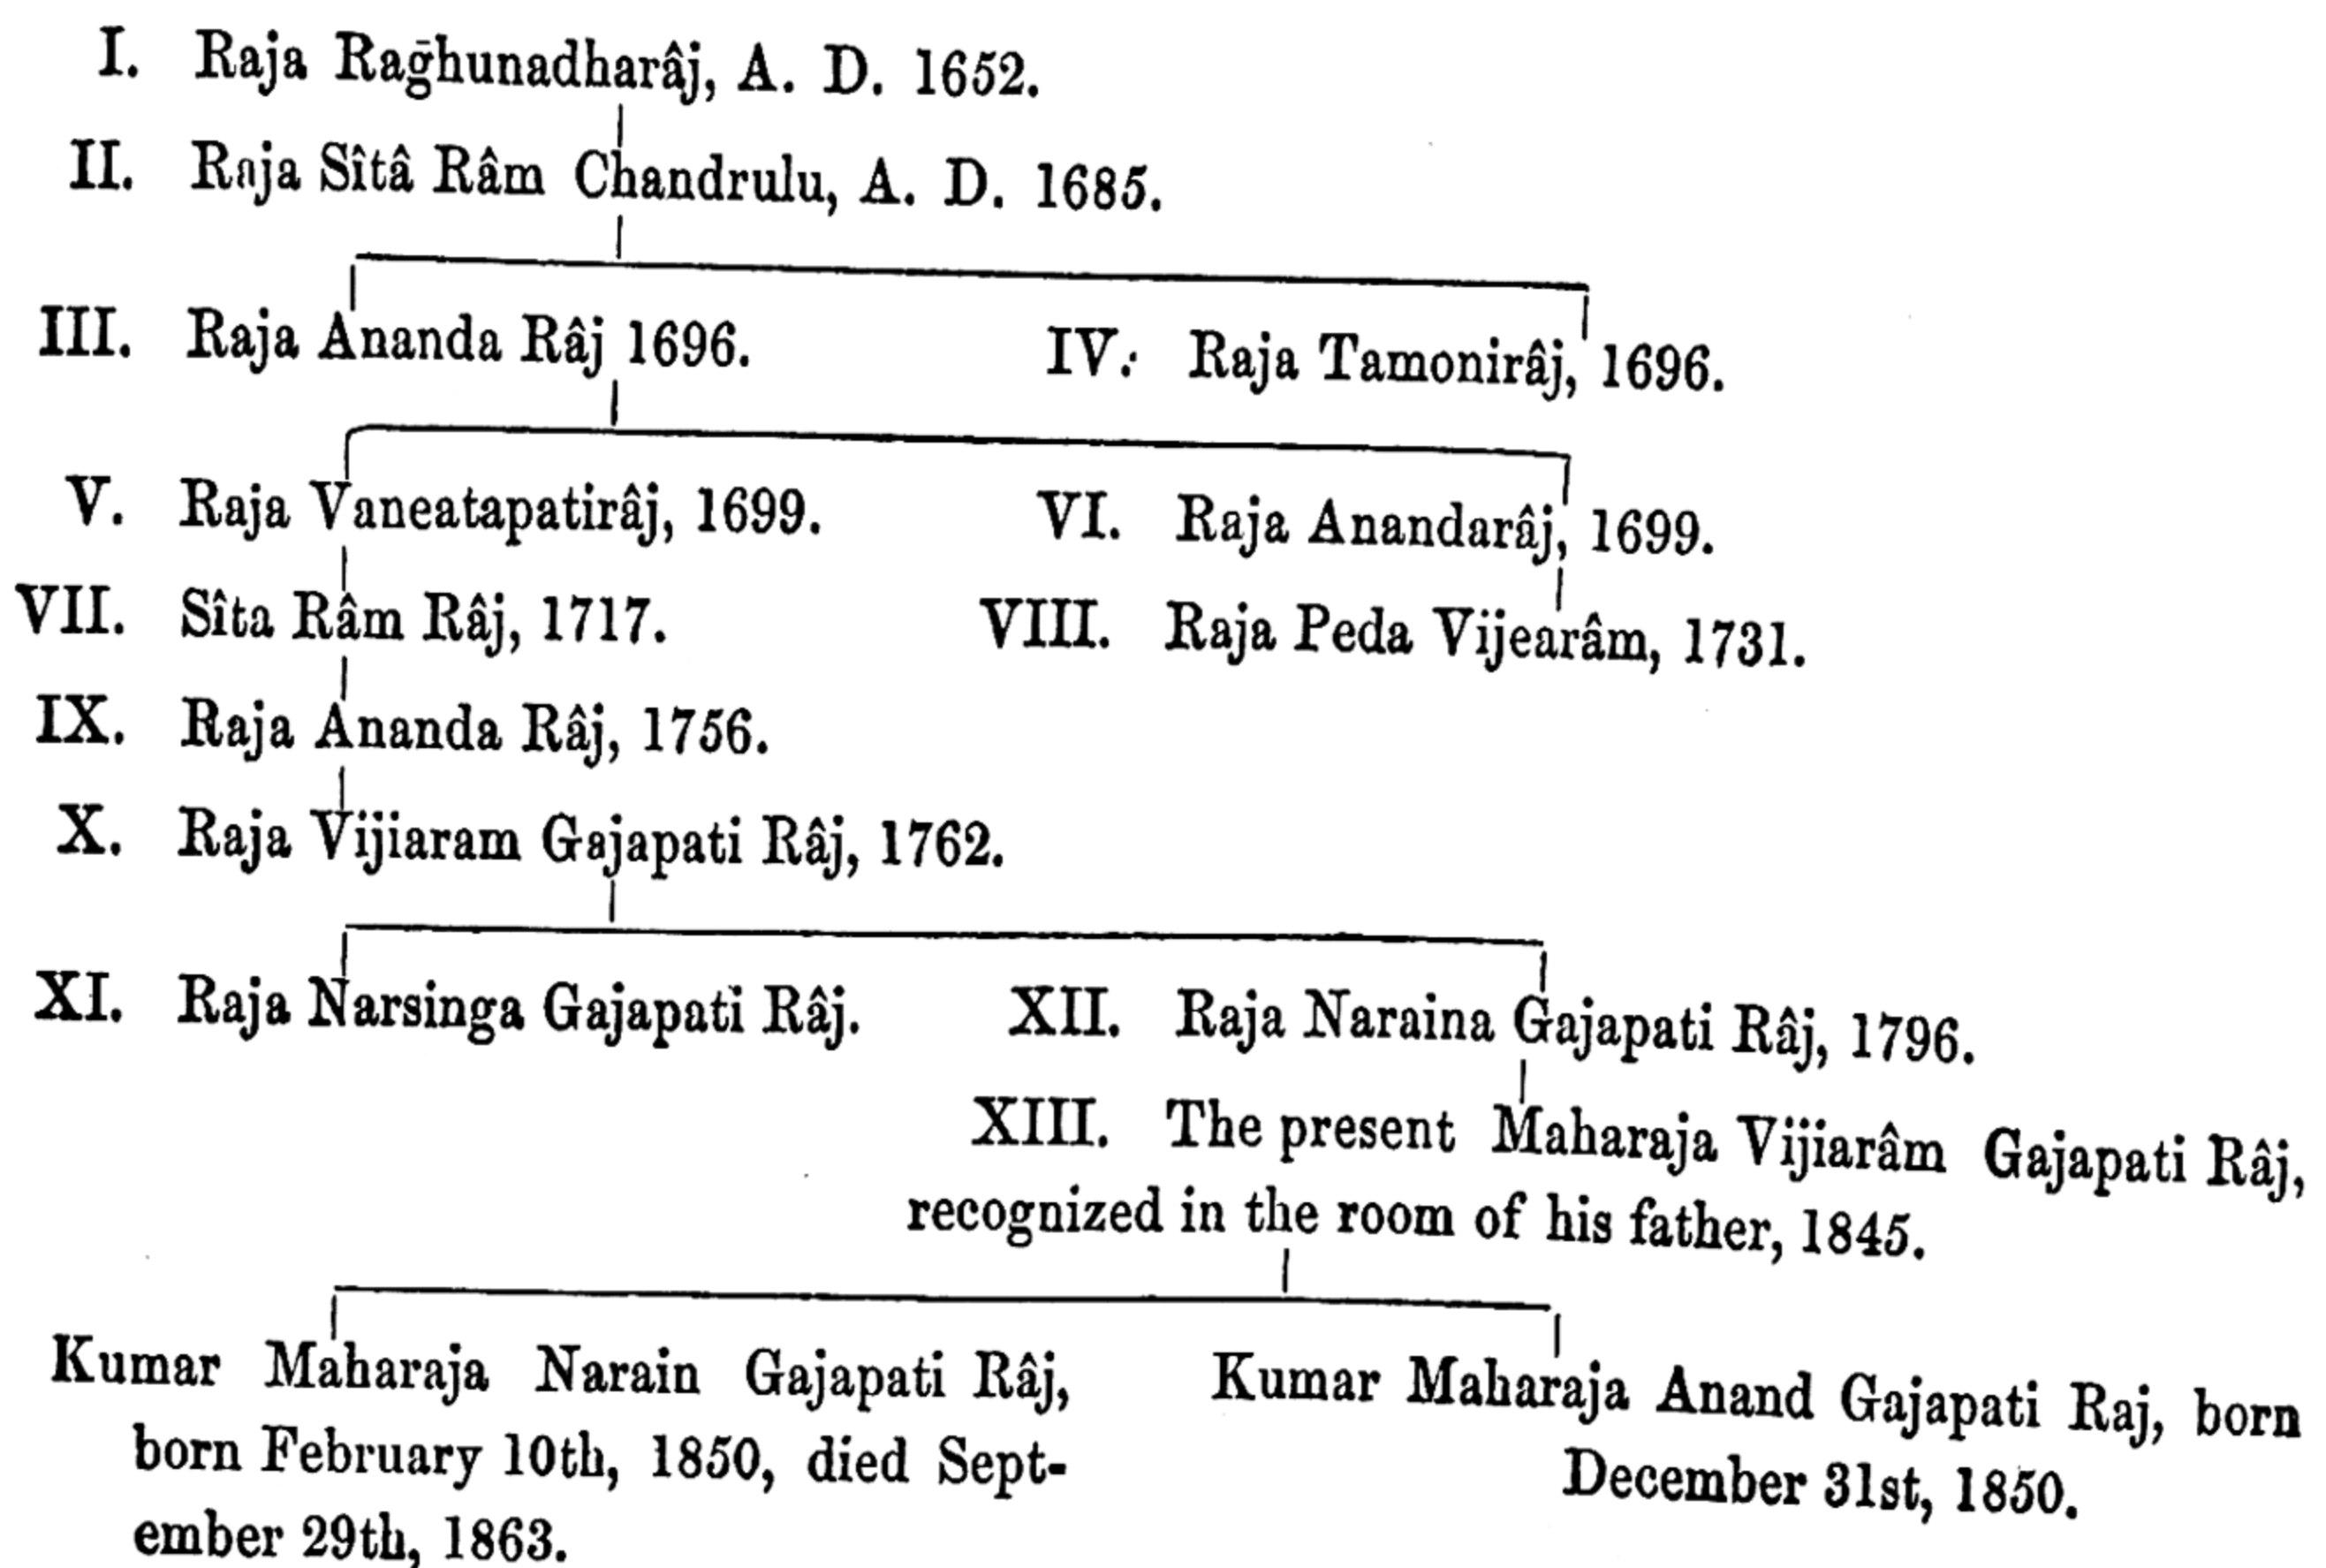 I. Raja Rag̃hunadharâj, A. D. 1652.
II. Raja Sîtâ Râm Chandrulu, A. D. 1685.
III. Raja Ananda Râj 1696.
IV. Raja Tamonirâj, 1696.
V. Raja Vaneatapatirâj, 1699.
VI. Raja Anandarâj, 1699.
VII. Sîta Râm Râj, 1717.
VIII. Raja Peda Vijearâm, 1731.
IX. Raja Ananda Râj, 1756.
X. Raja Vijiaram Gajapati Râj, 1762.
XI. Raja Narsinga Gajapati Râj.
XII. Raja Naraina Gajapati Râj, 1796.
XIII. The present Maharaja Vijiarâm Gajapati Râj,
recognized in the room of his father, 1845.
Kumar Maharaja Narain Gajapati Râj,
born February 10th, 1850, died Sept-
ember 29th, 1863.
Kumar Maharaja Anand Gajapati Raj, born
December 31st, 1850.